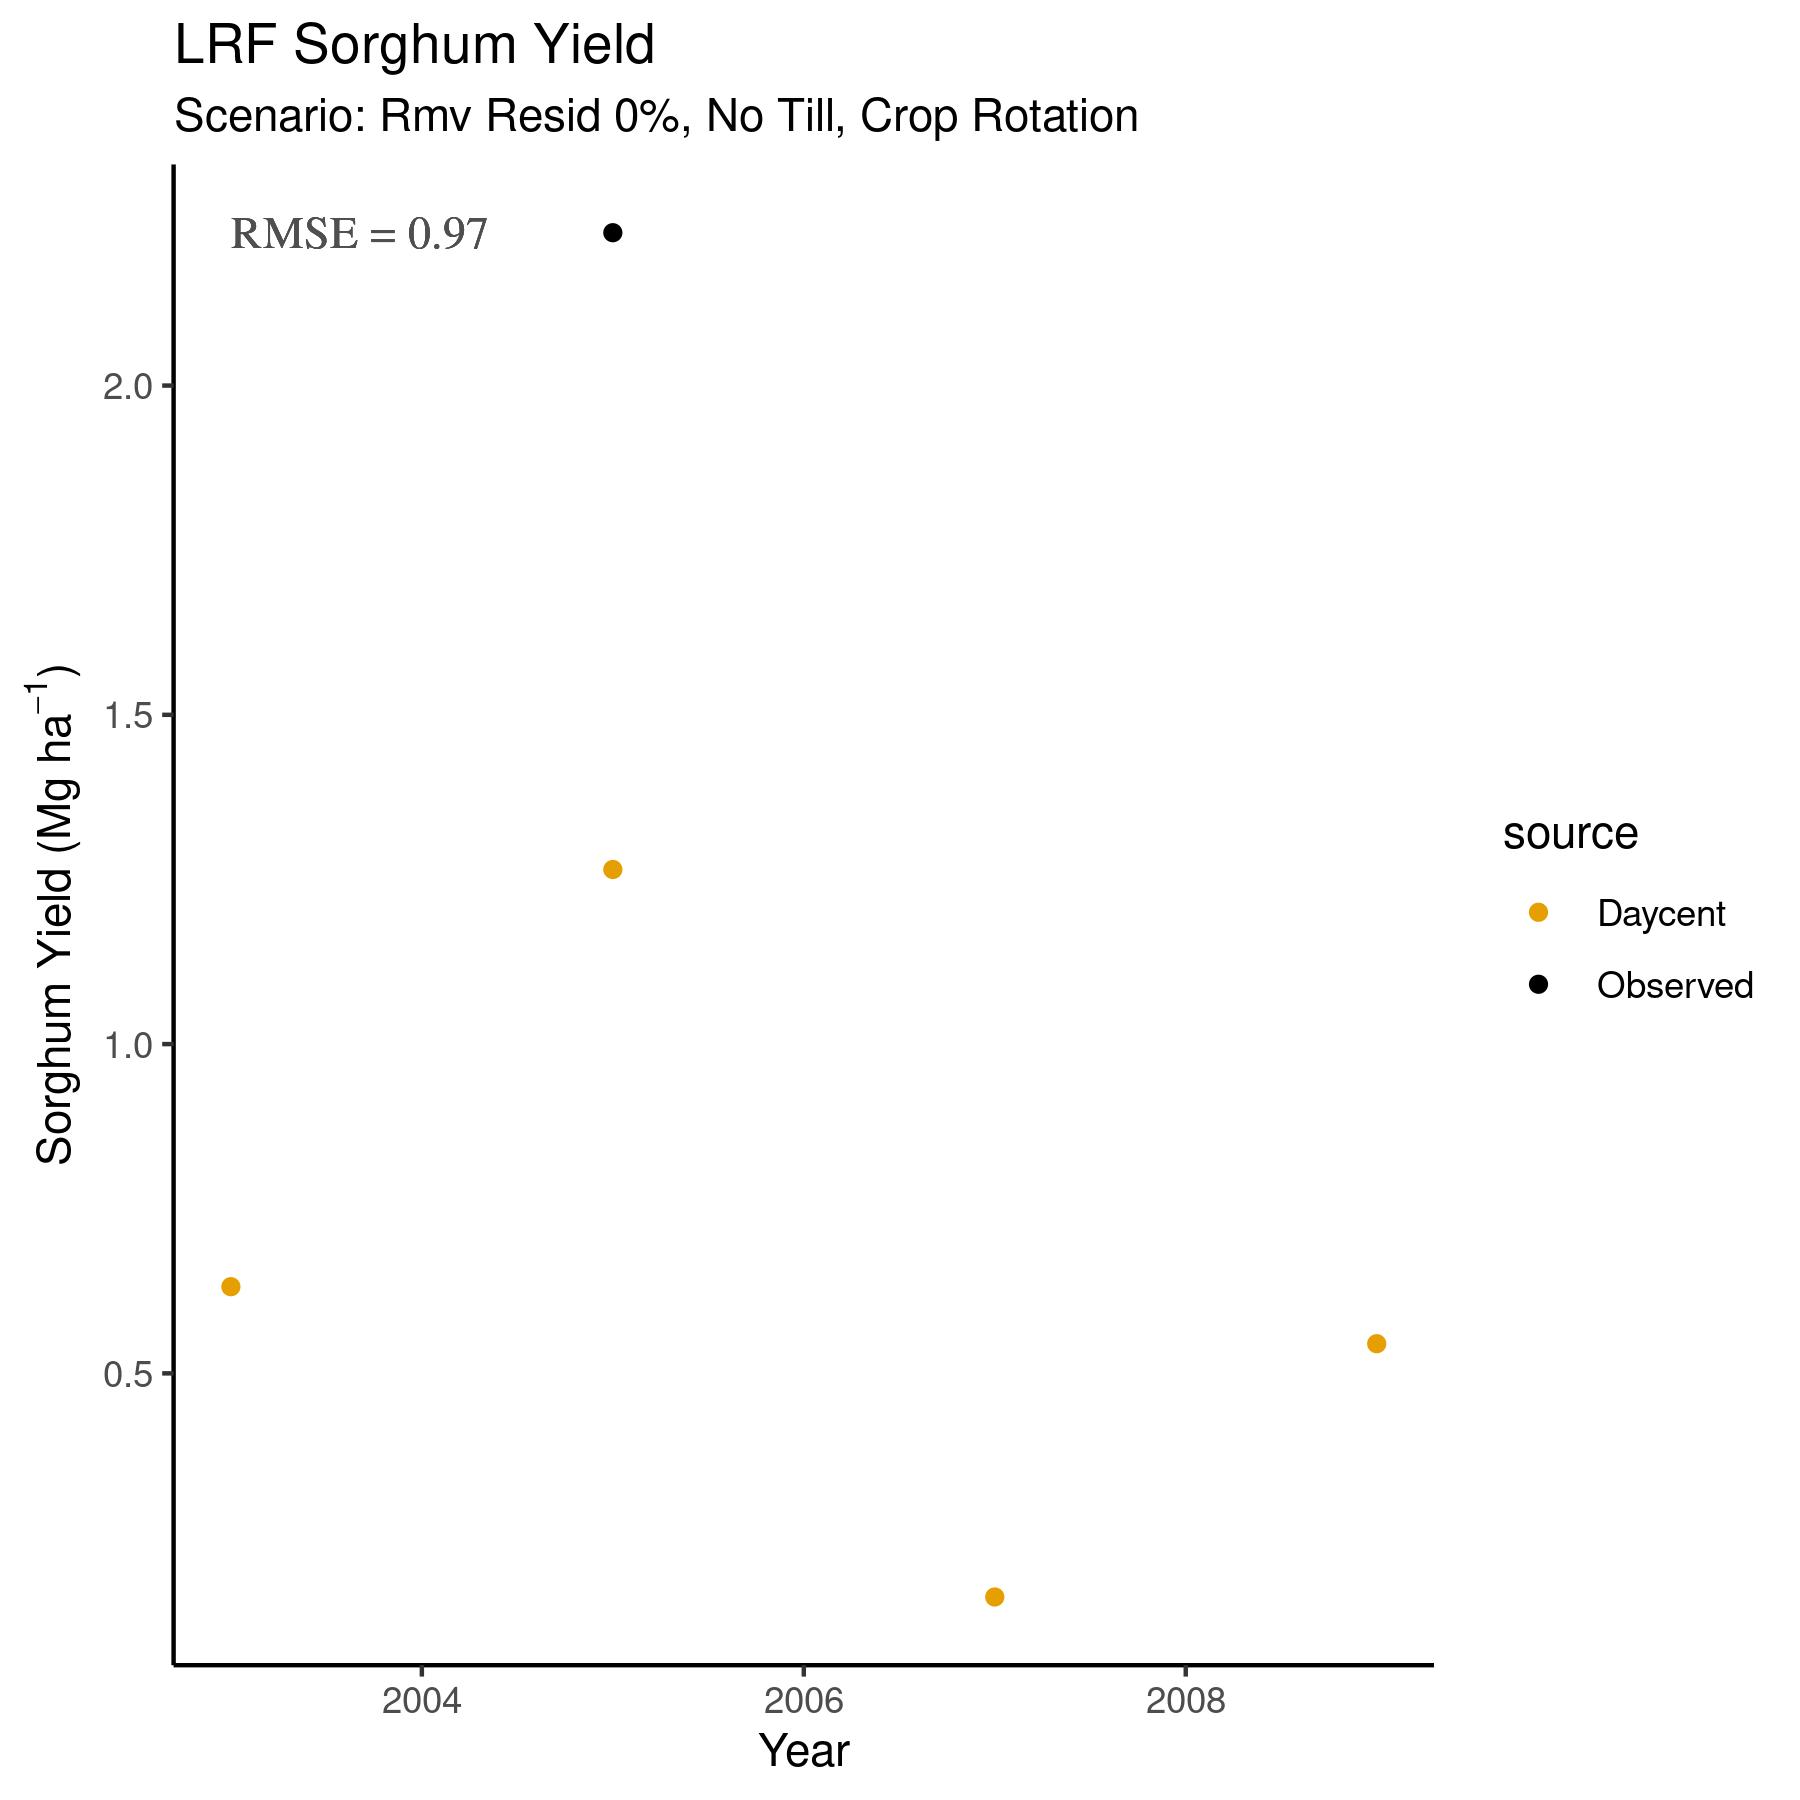 LRF Sorghum Yield
Scenario: Rmv Resid 0%, No Till, Crop Rotation
RMSE = 0.97
2.0
1.5
1.0
0.5
Sorghum Yield (Mg ha⁻¹)
2004
2006
2008
Year
source
Daycent
Observed